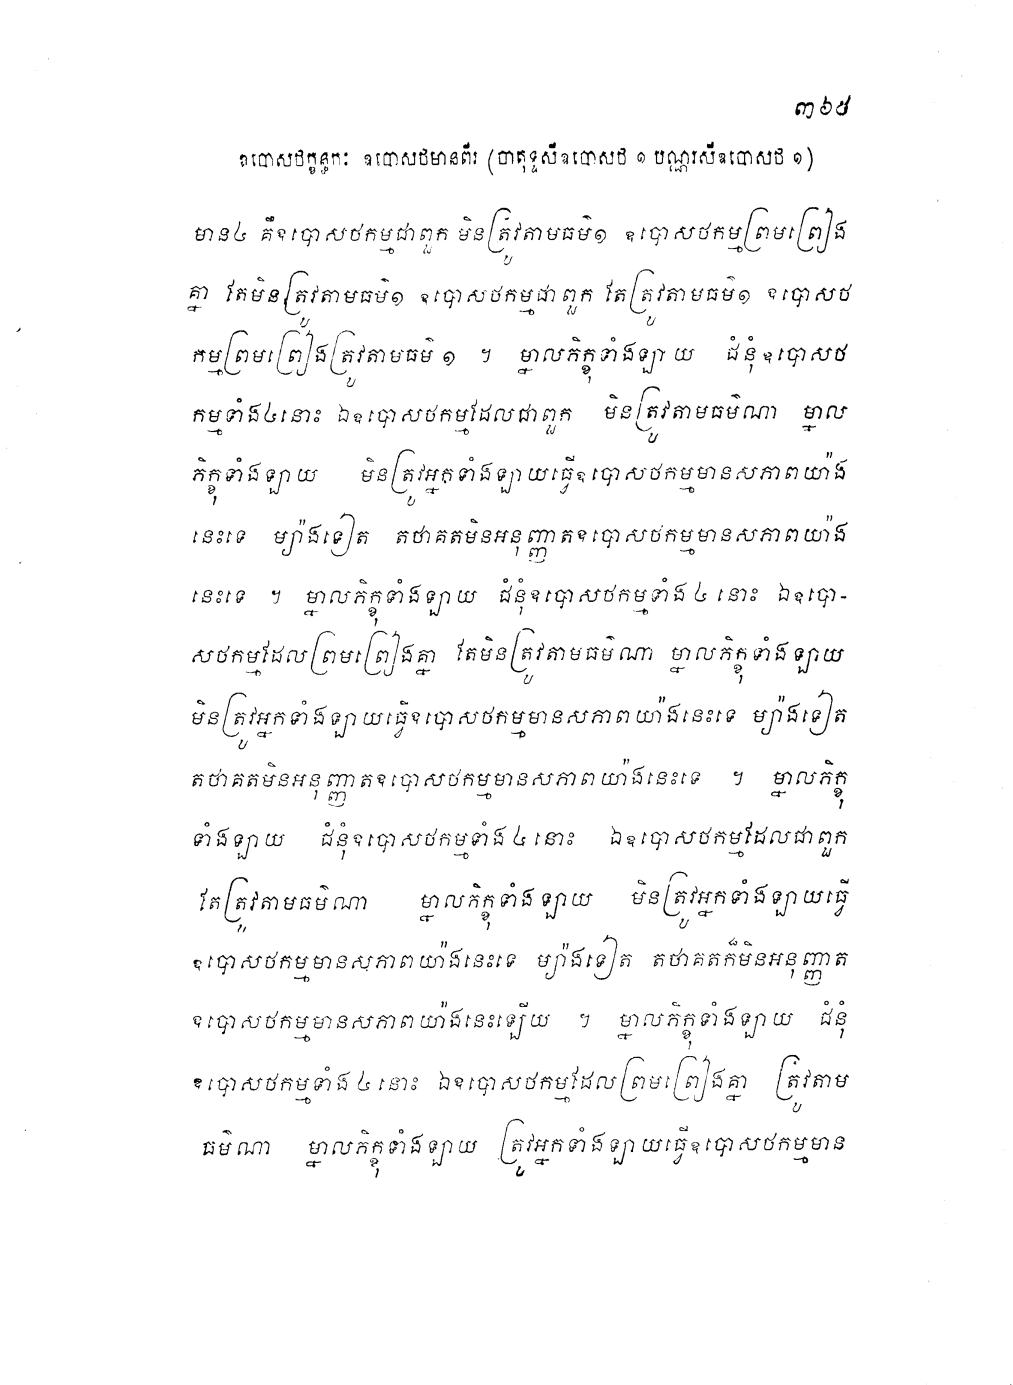 ៣៦៥
ឧបោសថក្ខន្ធកៈ ឧបោសថមានពីរ (ចាតុទ្ទសីឧបោសថ ១ បណ្ណរសីឧបោសថ ១)
មាន៤ គឺឧបោសថកម្មជាពួក មិនត្រូវតាមធម៌១ ឧបោសថកម្មព្រមព្រៀង
គ្នា តែមិនត្រូវតាមធម៌១ ឧបោសថកម្មជាពួក តែត្រូវតាមធម៌១ ឧបោសថ
កម្មព្រមព្រៀងត្រូវតាមធម៌ ១ ។ ម្នាលភិក្ខុទាំងឡាយ ជំនុំឧបោសថ
កម្មទាំង៤នោះ ឯឧបោសថកម្មដែលជាពួក មិនត្រូវតាមធម៌ណា ម្នាល
ភិក្ខុទាំងឡាយ មិនត្រូវអ្នកទាំងឡាយធ្វើឧបោសថកម្មមានសភាពយ៉ាង
នេះទេ ម្យ៉ាងទៀត តថាគតមិនអនុញ្ញាតឧបោសថកម្មមានសភាពយ៉ាង
នេះទេ ។ ម្នាលភិក្ខុទាំងឡាយ ជំនុំឧបោសថកម្មទាំង ៤ នោះ ឯឧបោ-
សថកម្មដែលព្រមព្រៀងគ្នា តែមិនត្រូវតាមធម៌ណា ម្នាលភិក្ខុទាំងឡាយ
មិនត្រូវអ្នកទាំងឡាយធ្វើឧបោសថកម្មមានសភាពយ៉ាងនេះទេ ម្យ៉ាងទៀត
តថាគតមិនអនុញ្ញាតឧបោសថកម្មមានសភាពយ៉ាងនេះទេ ។ ម្នាលភិក្ខុ
ទាំងឡាយ ជំនុំឧបោសថកម្មទាំង ៤ នោះ ឯឧបោសថកម្មដែលជាពួក
តែត្រូវតាមធម៌ណា ម្នាលភិក្ខុទាំងឡាយ មិនត្រូវអ្នកទាំងឡាយធ្វើ
ឧបោសថកម្មមានសភាពយ៉ាងនេះទេ ម្យ៉ាងទៀត តថាគតក៏មិនអនុញ្ញាត
ឧបោសថកម្មមានសភាពយ៉ាងនេះឡើយ ។ ម្នាលភិក្ខុទាំងឡាយ ជំនុំ
ឧបោសថកម្មទាំង ៤ នោះ ឯឧបោសថកម្មដែលព្រមព្រៀងគ្នា ត្រូវតាម
ធម៌ណា ម្នាលភិក្ខុទាំងឡាយ ត្រូវអ្នកទាំងឡាយធ្វើឧបោសថកម្មមាន